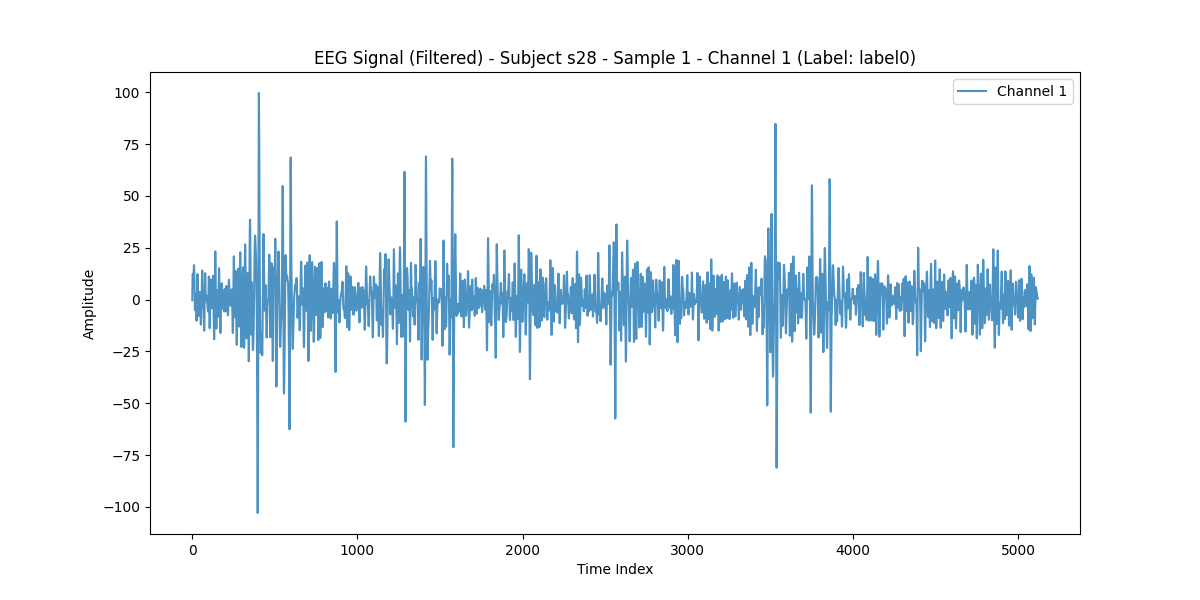 EEG Signal (Filtered) - Subject s28 - Sample 1 - Channel 1 (Label: label0)
Channel 1
100
75
50
25
0
−25
−50
−75
−100
Amplitude
0 1000 2000 3000 4000 5000
Time Index